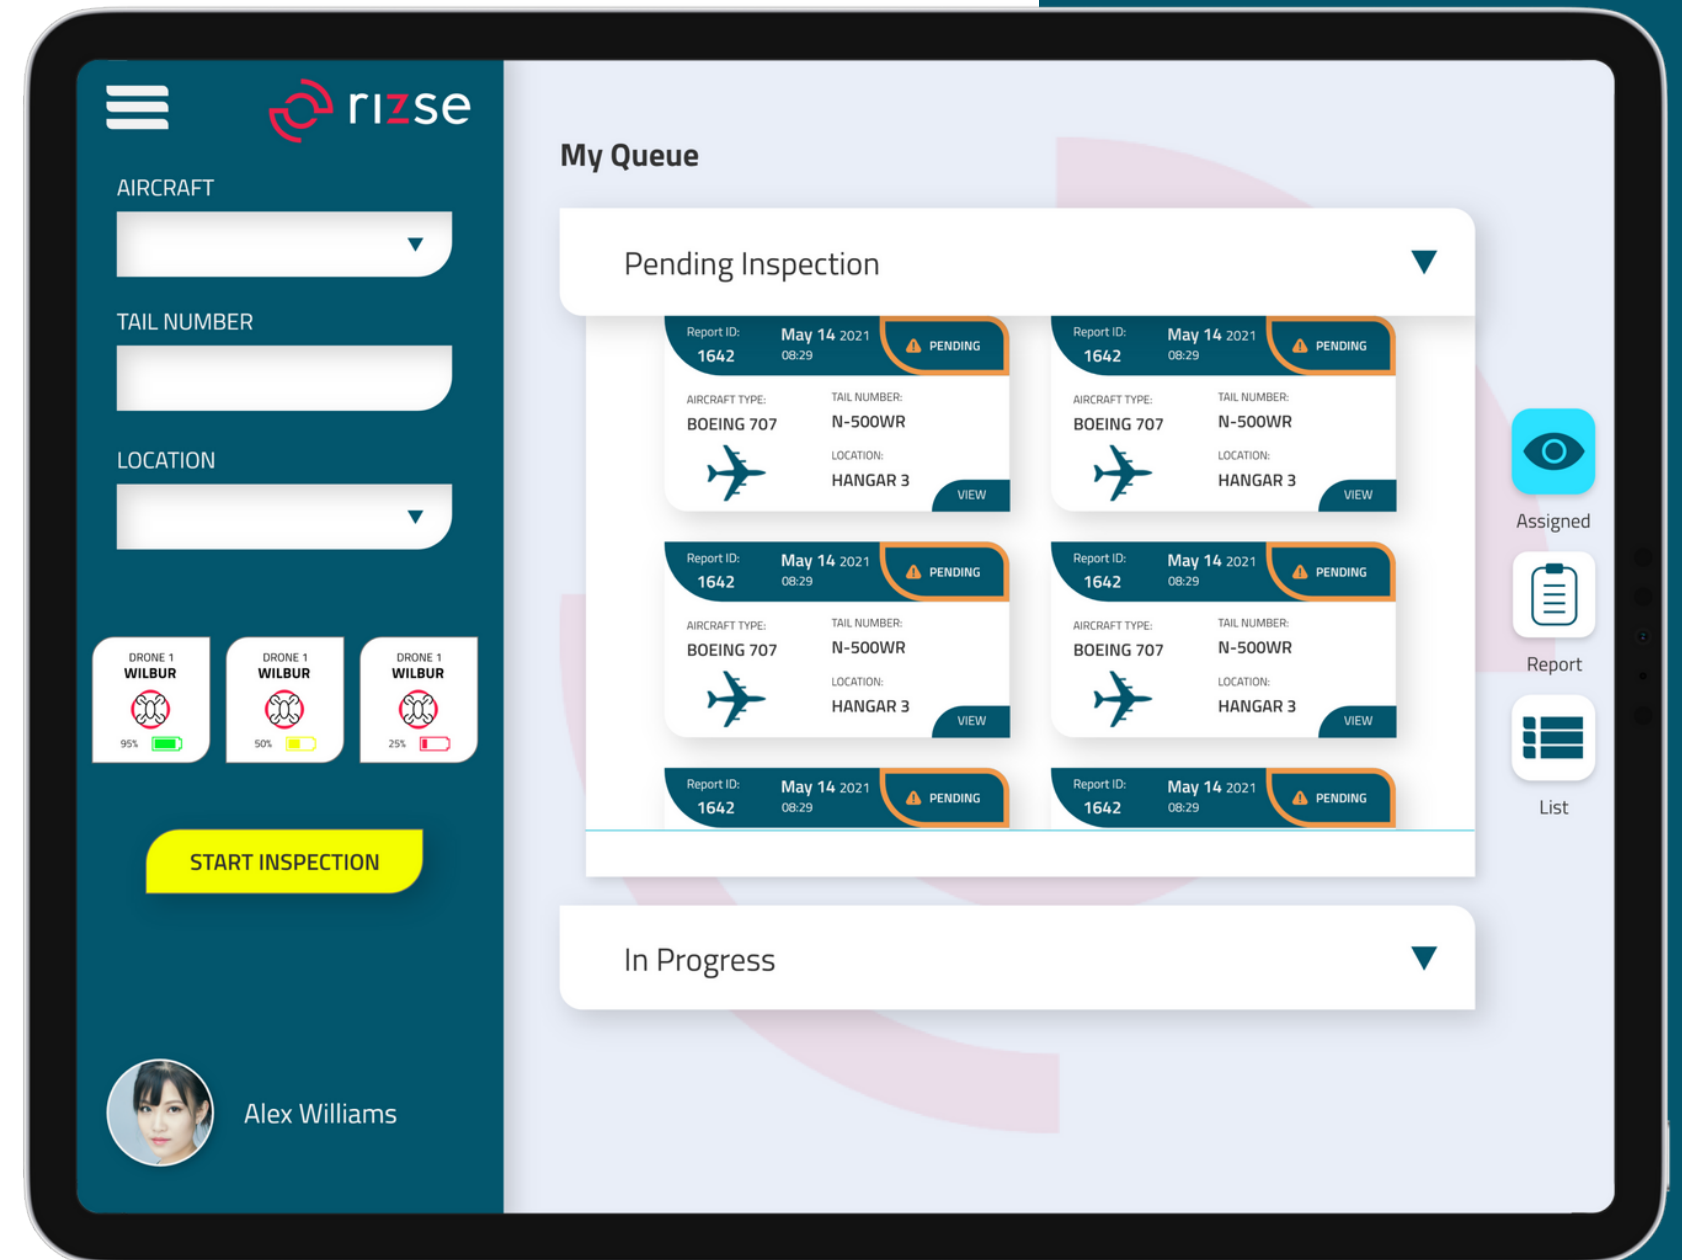 rizse
AIRCRAFT
TAIL NUMBER
LOCATION
DRONE 1
WILBUR
95%
DRONE 1
WILBUR
50%
DRONE 1
WILBUR
25%
START INSPECTION
Alex Williams
My Queue
Pending Inspection
Report ID:
1642
May 14 2021
08:29
PENDING
AIRCRAFT TYPE:
BOEING 707
TAIL NUMBER:
N-500WR
LOCATION:
HANGAR 3
VIEW
Report ID:
1642
May 14 2021
08:29
PENDING
AIRCRAFT TYPE:
BOEING 707
TAIL NUMBER:
N-500WR
LOCATION:
HANGAR 3
VIEW
Report ID:
1642
May 14 2021
08:29
PENDING
AIRCRAFT TYPE:
BOEING 707
TAIL NUMBER:
N-500WR
LOCATION:
HANGAR 3
VIEW
Report ID:
1642
May 14 2021
08:29
PENDING
AIRCRAFT TYPE:
BOEING 707
TAIL NUMBER:
N-500WR
LOCATION:
HANGAR 3
VIEW
Report ID:
1642
May 14 2021
08:29
PENDING
Report ID:
1642
May 14 2021
08:29
PENDING
In Progress
Assigned
Report
List